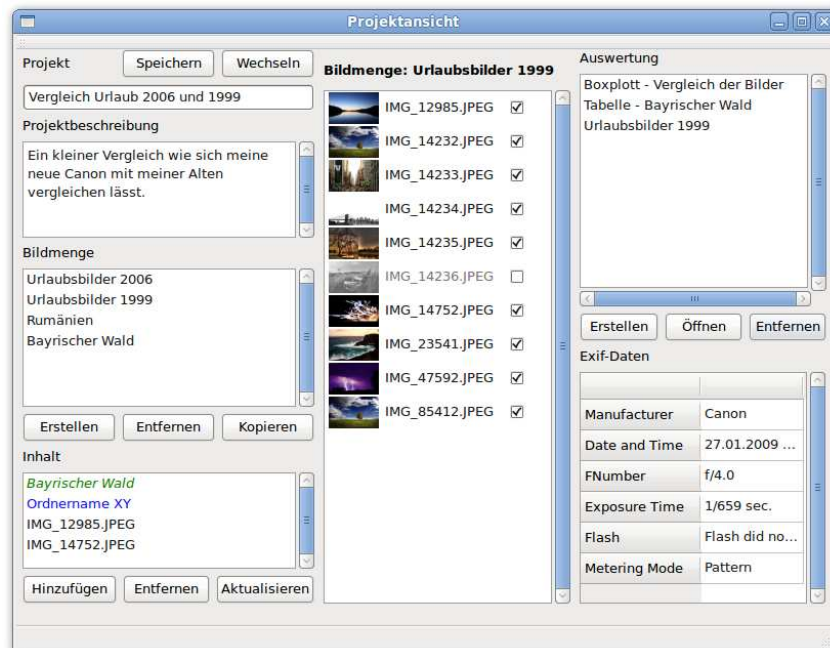 Projektansicht
Projekt
Speichern
Wechseln
Vergleich Urlaub 2006 und 1999
Projektbeschreibung
Ein kleiner Vergleich wie sich meine
neue Canon mit meiner Alten
vergleichen lässt.
Bildmenge
Urlaubsbilder 2006
Urlaubsbilder 1999
Rumänien
Bayrischer Wald
Erstellen
Entfernen
Kopieren
Inhalt
Bayrischer Wald
Ordnername XY
IMG_12985.JPEG
IMG_14752.JPEG
Hinzufügen
Entfernen
Aktualisieren
Bildmenge: Urlaubsbilder 1999
IMG_12985.JPEG
IMG_14232.JPEG
IMG_14233.JPEG
IMG_14234.JPEG
IMG_14235.JPEG
IMG_14236.JPEG
IMG_14752.JPEG
IMG_23541.JPEG
IMG_47592.JPEG
IMG_85412.JPEG
Auswertung
Boxplott - Vergleich der Bilder
Tabelle - Bayrischer Wald
Urlaubsbilder 1999
Erstellen
Öffnen
Entfernen
Exif-Daten
Manufacturer Canon
Date and Time 27.01.2009 ...
FNumber f/4.0
Exposure Time 1/659 sec.
Flash Flash did no...
Metering Mode Pattern